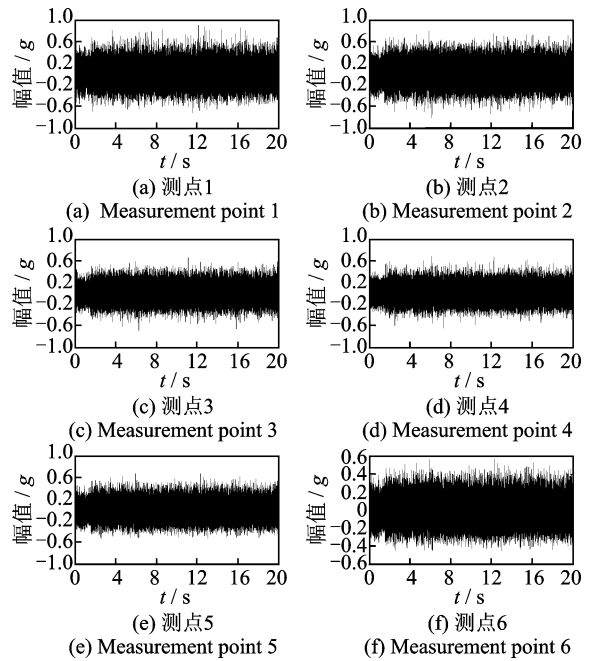 1.0
0.6
0.2
−0.2
−0.6
−1.0
幅值 / g
0 4 8 12 16 20
t / s
(a) 测点1
(a) Measurement point 1
1.0
0.6
0.2
−0.2
−0.6
−1.0
幅值 / g
0 4 8 12 16 20
t / s
(b) 测点2
(b) Measurement point 2
1.0
0.6
0.2
−0.2
−0.6
−1.0
幅值 / g
0 4 8 12 16 20
t / s
(c) 测点3
(c) Measurement point 3
1.0
0.6
0.2
−0.2
−0.6
−1.0
幅值 / g
0 4 8 12 16 20
t / s
(d) 测点4
(d) Measurement point 4
1.0
0.6
0.2
−0.2
−0.6
−1.0
幅值 / g
0 4 8 12 16 20
t / s
(e) 测点5
(e) Measurement point 5
0.6
0.4
0.2
0
−0.2
−0.4
−0.6
幅值 / g
0 4 8 12 16 20
t / s
(f) 测点6
(f) Measurement point 6